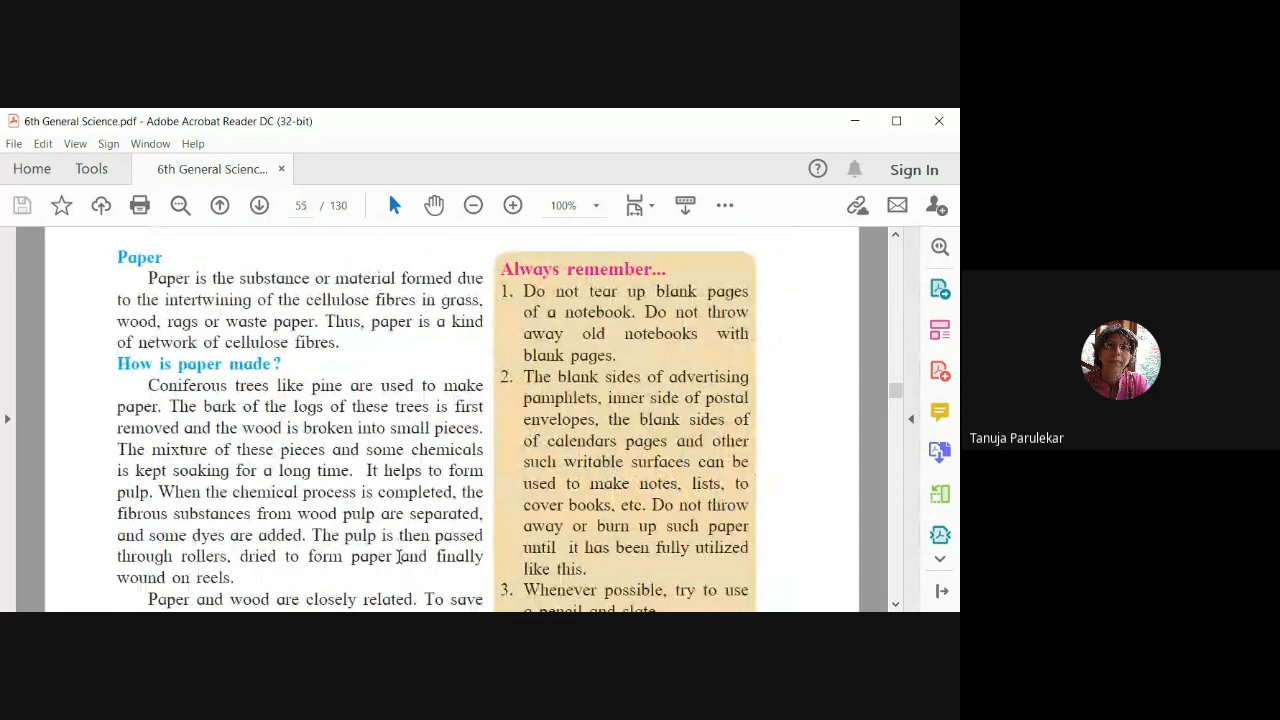 6th General Science.pdf - Adobe Acrobat Reader DC (32-bit)
File Edit View Sign Window Help
Home Tools 6th General Scienc... × Sign In
55 / 130 100%
Paper
Paper is the substance or material formed due
to the intertwining of the cellulose fibres in grass,
wood, rags or waste paper. Thus, paper is a kind
of network of cellulose fibres.
How is paper made?
Coniferous trees like pine are used to make
paper. The bark of the logs of these trees is first
removed and the wood is broken into small pieces.
The mixture of these pieces and some chemicals
is kept soaking for a long time. It helps to form
pulp. When the chemical process is completed, the
fibrous substances from wood pulp are separated,
and some dyes are added. The pulp is then passed
through rollers, dried to form paper and finally
wound on reels.
Paper and wood are closely related. To save
Always remember...
1. Do not tear up blank pages
of a notebook. Do not throw
away old notebooks with
blank pages.
2. The blank sides of advertising
pamphlets, inner side of postal
envelopes, the blank sides of
of calendars pages and other
such writable surfaces can be
used to make notes, lists, to
cover books, etc. Do not throw
away or burn up such paper
until it has been fully utilized
like this.
3. Whenever possible, try to use
a pencil and slate
Tanuja Parulekar